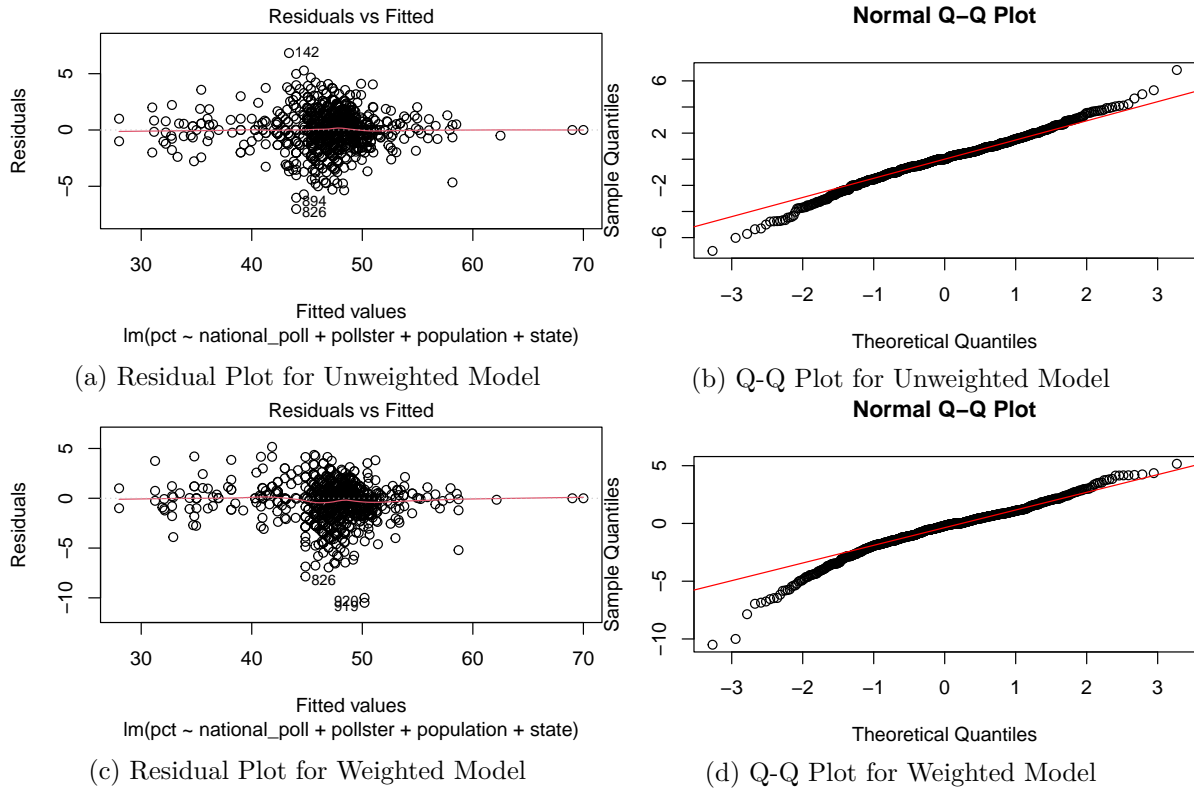 Residuals vs Fitted
Residuals
5
0
−5
142
894
826
30 40 50 60 70
Fitted values
lm(pct ~ national_poll + pollster + population + state)
(a) Residual Plot for Unweighted Model
Normal Q−Q Plot
Sample Quantiles
6
2
−2
−6
−3 −2 −1 0 1 2 3
Theoretical Quantiles
(b) Q-Q Plot for Unweighted Model
Residuals vs Fitted
Residuals
5
0
−5
−10
826
920
919
30 40 50 60 70
Fitted values
lm(pct ~ national_poll + pollster + population + state)
(c) Residual Plot for Weighted Model
Normal Q−Q Plot
Sample Quantiles
5
0
−5
−10
−3 −2 −1 0 1 2 3
Theoretical Quantiles
(d) Q-Q Plot for Weighted Model